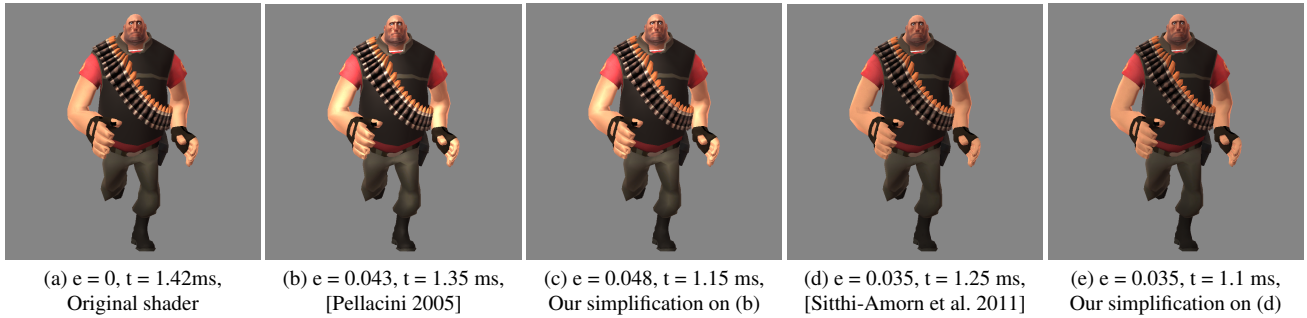 (a) e = 0, t = 1.42ms,
Original shader
(b) e = 0.043, t = 1.35 ms,
[Pellacini 2005]
(c) e = 0.048, t = 1.15 ms,
Our simplification on (b)
(d) e = 0.035, t = 1.25 ms,
[Sitthi-Amorn et al. 2011]
(e) e = 0.035, t = 1.1 ms,
Our simplification on (d)